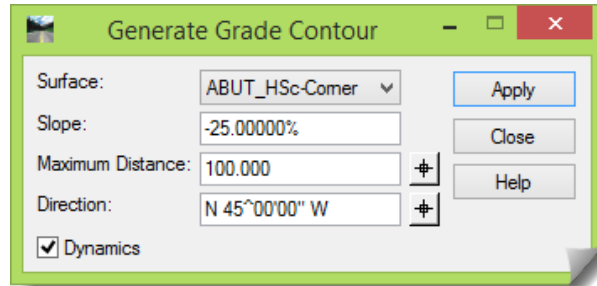 Generate Grade Contour
Surface: ABUT_HSc-Corner Apply
Slope: -25.00000% Close
Maximum Distance: 100.000 Help
Direction: N 45^00'00" W
Dynamics